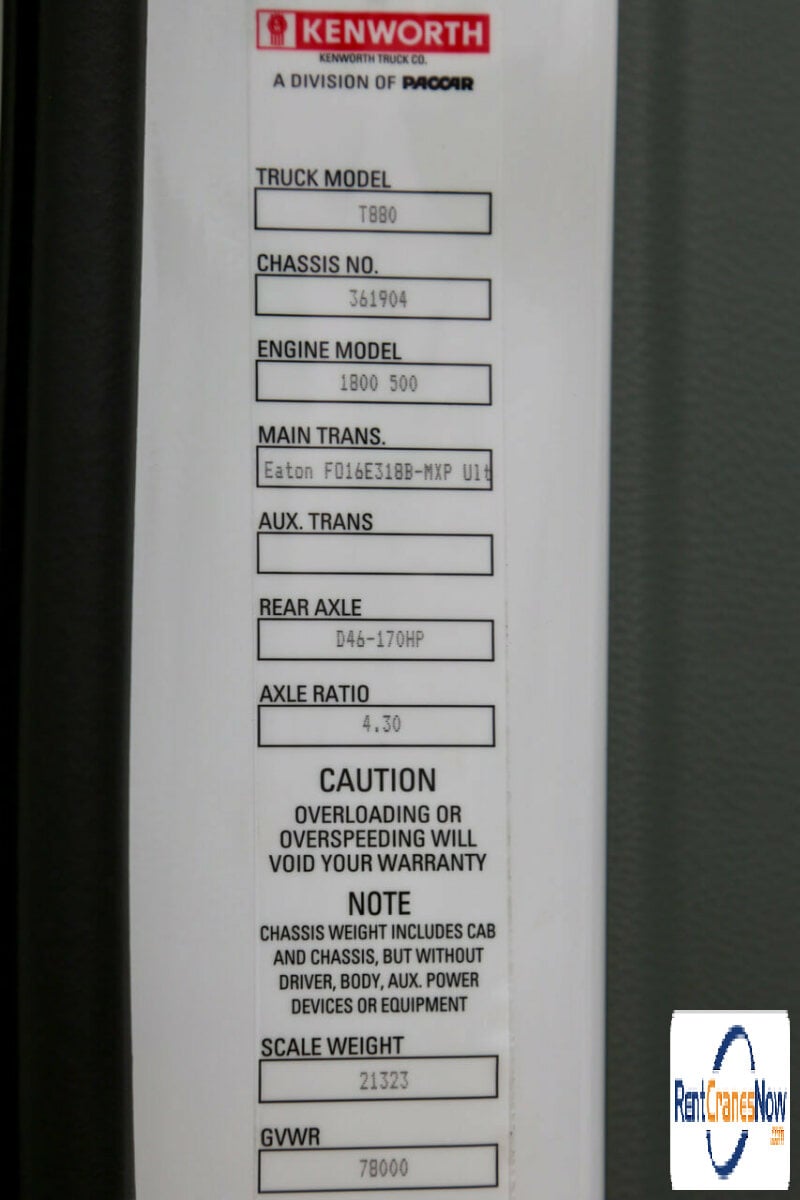 KENWORTH
KENWORTH TRUCK CO.
A DIVISION OF PACCAR
TRUCK MODEL
T880
CHASSIS NO.
361904
ENGINE MODEL
1800 500
MAIN TRANS.
Eaton FO16E318B-MXP Ult
AUX. TRANS
REAR AXLE
D46-170HP
AXLE RATIO
4.30
CAUTION
OVERLOADING OR
OVERSPEEDING WILL
VOID YOUR WARRANTY
NOTE
CHASSIS WEIGHT INCLUDES CAB
AND CHASSIS, BUT WITHOUT
DRIVER, BODY, AUX. POWER
DEVICES OR EQUIPMENT
SCALE WEIGHT
21323
GVWR
78000
RentCranesNow
.com